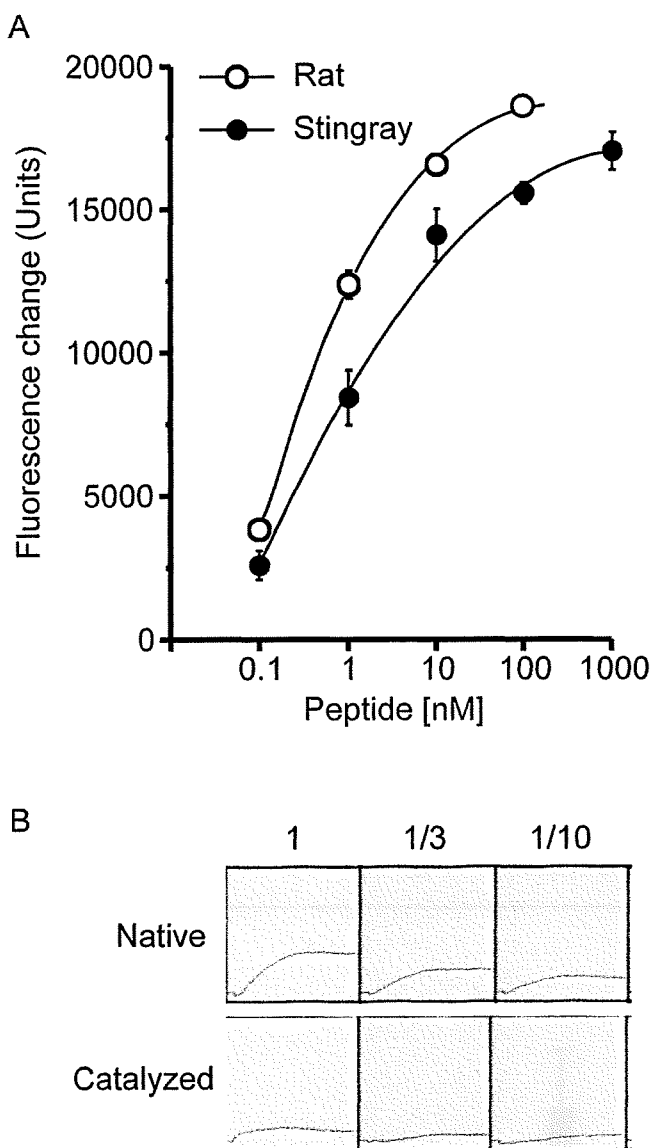 A
20000
15000
10000
5000
0
Fluorescence change (Units)
Rat
Stingray
0.1 1 10 100 1000
Peptide [nM]
B
1 1/3 1/10
Native
Catalyzed